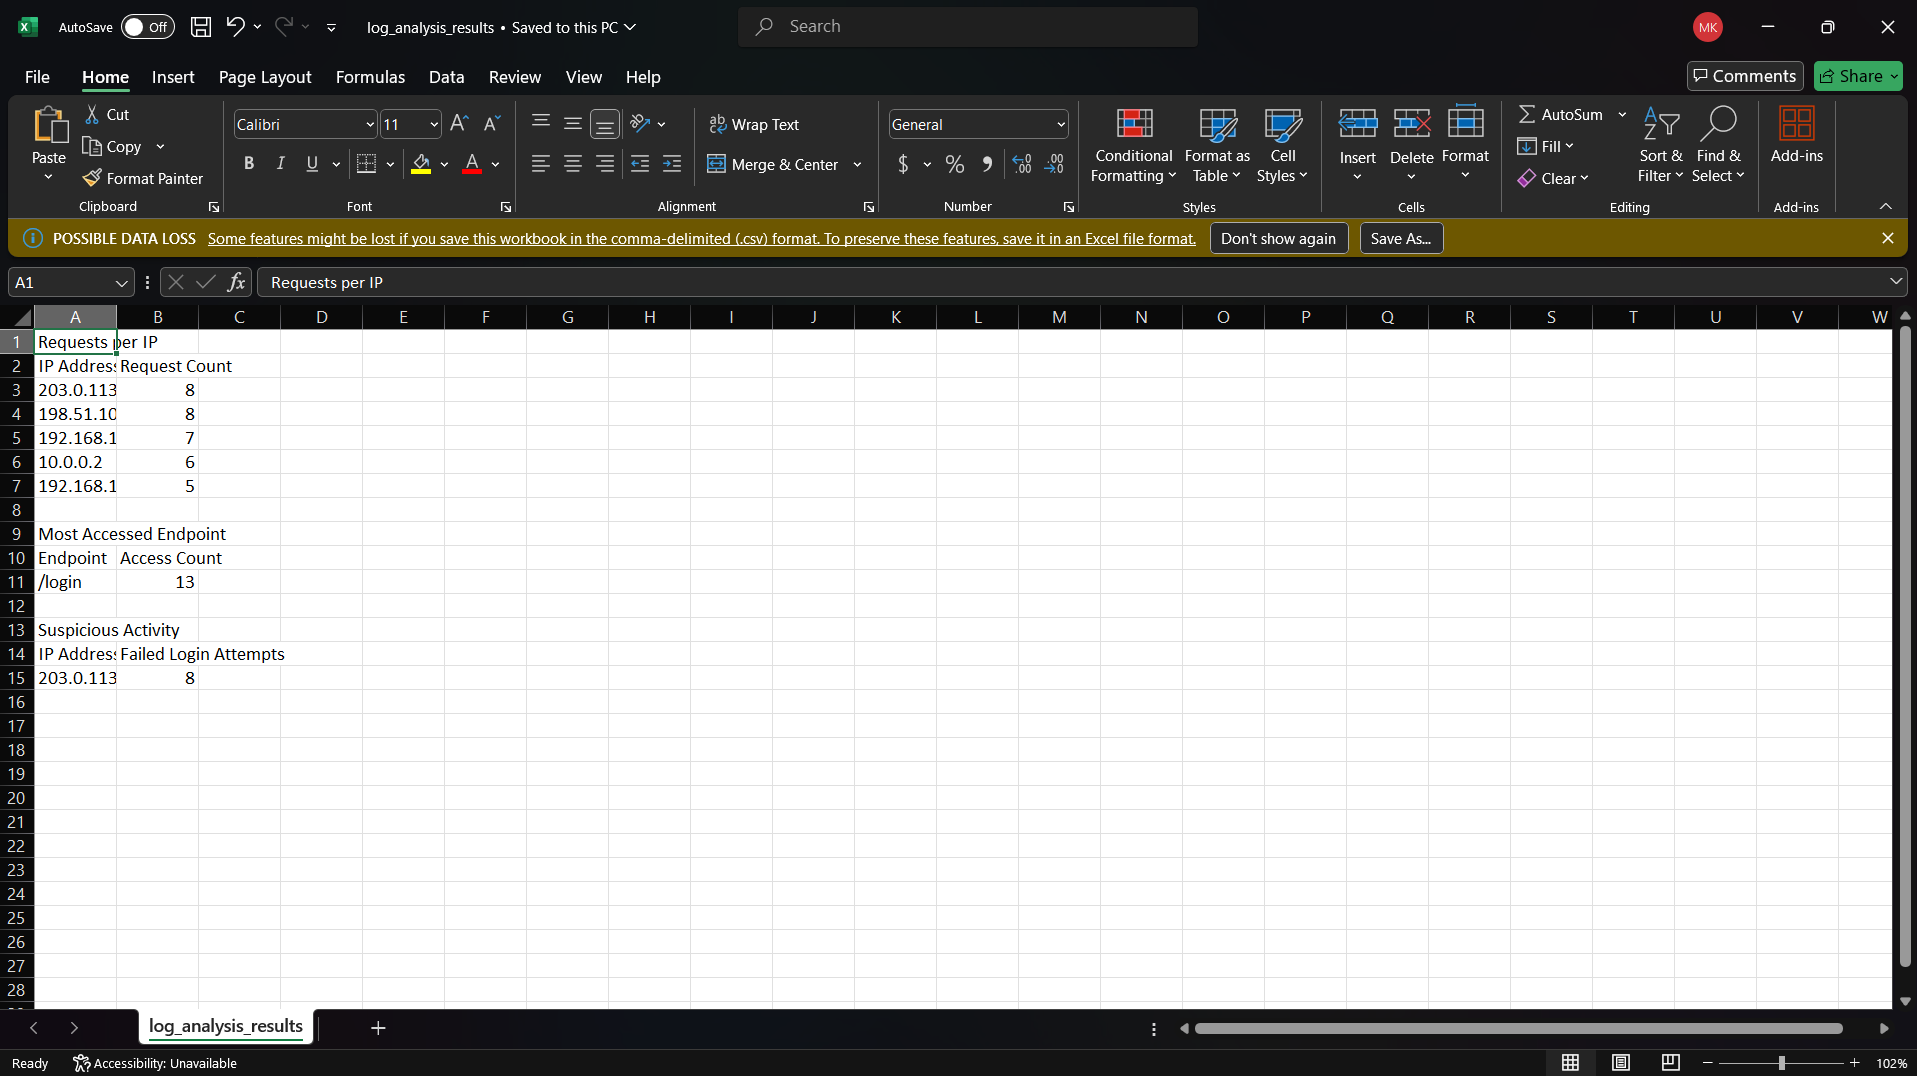 AutoSave Off log_analysis_results • Saved to this PC Search MK
File Home Insert Page Layout Formulas Data Review View Help Comments Share
Paste Cut Copy Format Painter
Clipboard
Calibri 11
B I U A
Font
Wrap Text
Merge & Center
Alignment
General
$ % 9 .00
Number
Conditional Formatting
Format as Table
Cell Styles
Styles
Insert Delete Format
Cells
AutoSum
Fill
Clear
Sort & Filter
Find & Select
Editing
Add-ins
Add-ins
POSSIBLE DATA LOSS Some features might be lost if you save this workbook in the comma-delimited (.csv) format. To preserve these features, save it in an Excel file format. Don't show again Save As...
A1 fx Requests per IP
A B C D E F G H I J K L M N O P Q R S T U V W
1 Requests per IP
2 IP Address Request Count
3 203.0.113 8
4 198.51.10 8
5 192.168.1 7
6 10.0.0.2 6
7 192.168.1 5
8
9 Most Accessed Endpoint
10 Endpoint Access Count
11 /login 13
12
13 Suspicious Activity
14 IP Address Failed Login Attempts
15 203.0.113 8
16
17
18
19
20
21
22
23
24
25
26
27
28
log_analysis_results
Ready Accessibility: Unavailable 102%